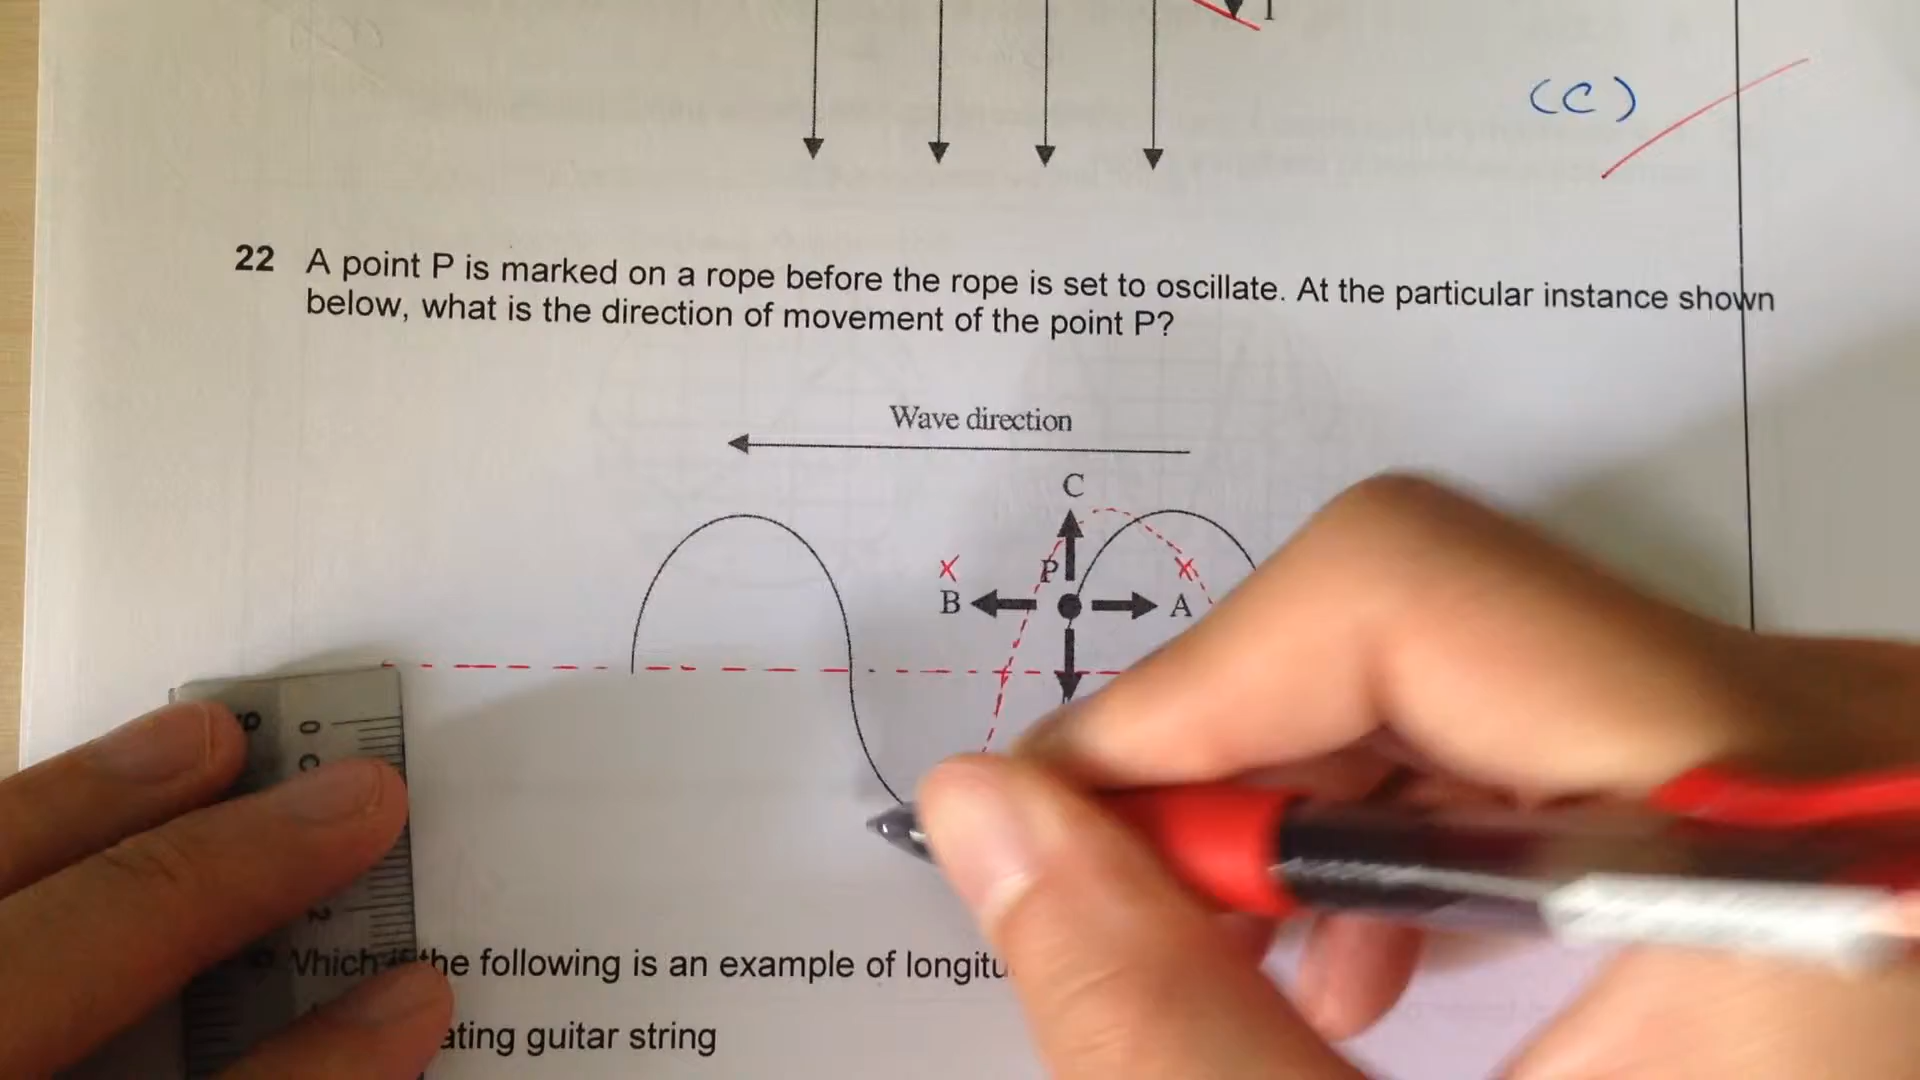 (C)
22 A point P is marked on a rope before the rope is set to oscillate. At the particular instance shown
below, what is the direction of movement of the point P?
Wave direction
C
P
B
A
0
the following is an example of
guitar string